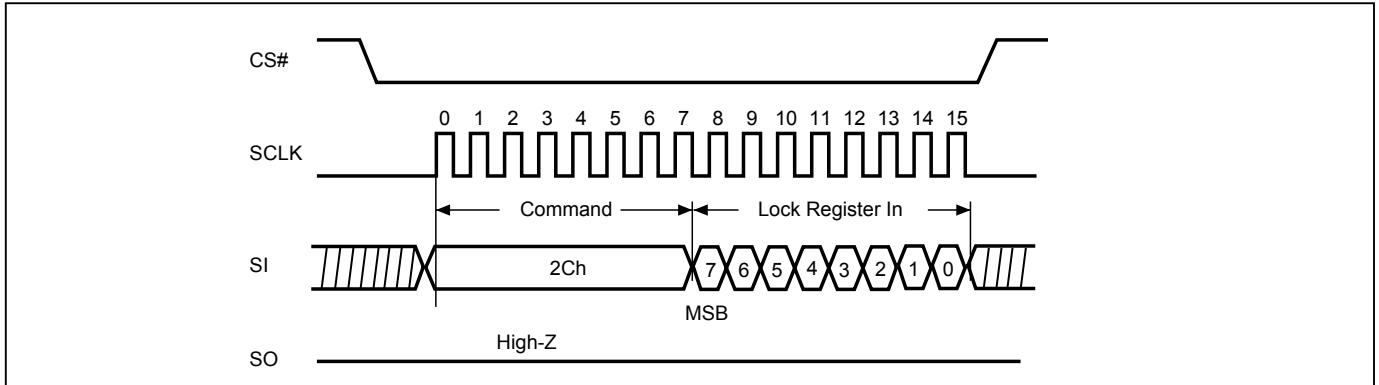 CS#
0 1 2 3 4 5 6 7 8 9 10 11 12 13 14 15
SCLK
Command Lock Register In
SI 2Ch 7 6 5 4 3 2 1 0
MSB
High-Z
SO